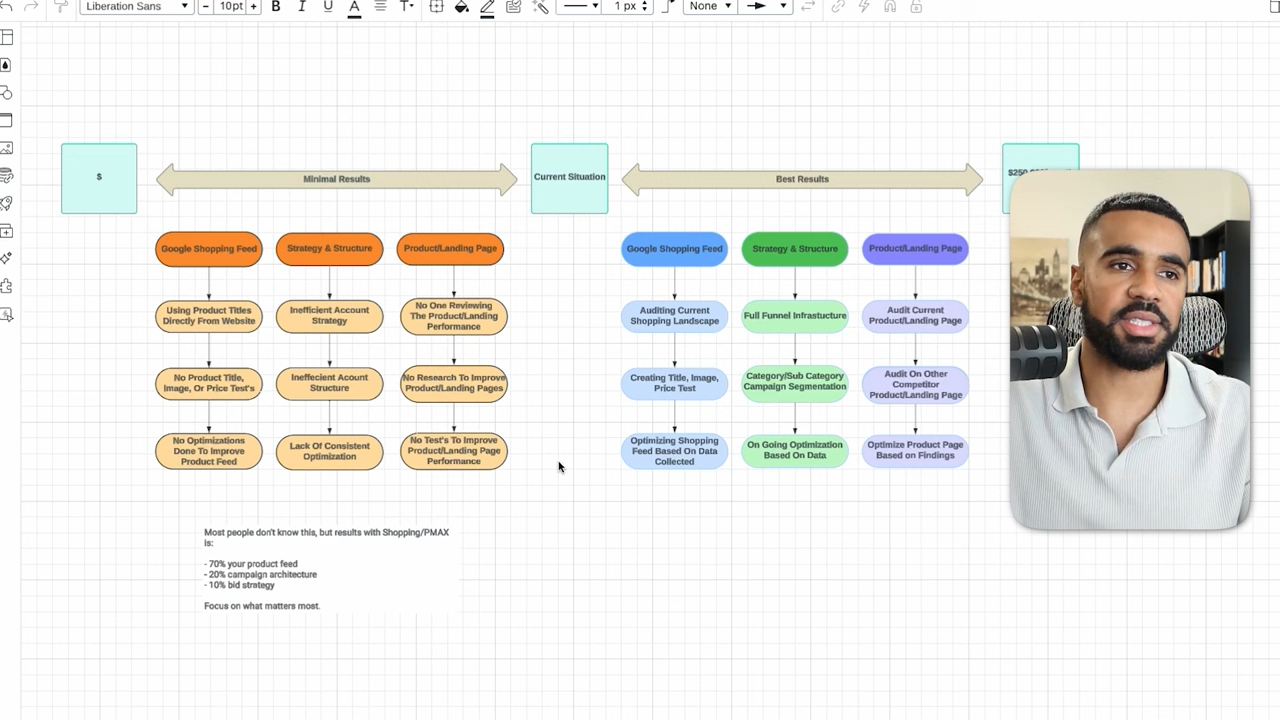 Liberation Sans
- 10pt +
B I U A T
1 px
None
$
Minimal Results
Current Situation
Best Results
Google Shopping Feed
Strategy & Structure
Product/Landing Page
Google Shopping Feed
Strategy & Structure
Product/Landing Page
Using Product Titles
Directly From Website
Inefficient Account
Strategy
No One Reviewing
The Product/Landing
Performance
Auditing Current
Shopping Landscape
Full Funnel Infrastucture
Audit Current
Product/Landing Page
No Product Title,
Image, Or Price Test's
Ineffecient Acount
Structure
No Research To Improve
Product/Landing Pages
Creating Title, Image,
Price Test
Category/Sub Category
Campaign Segmentation
Audit On Other
Competitor
Product/Landing Page
No Optimizations
Done To Improve
Product Feed
Lack Of Consistent
Optimization
No Test's To Improve
Product/Landing Page
Performance
Optimizing Shopping
Feed Based On Data
Collected
On Going Optimization
Based On Data
Optimize Product Page
Based on Findings
Most people don't know this, but results with Shopping/PMAX
is:
- 70% your product feed
- 20% campaign architecture
- 10% bid strategy
Focus on what matters most.